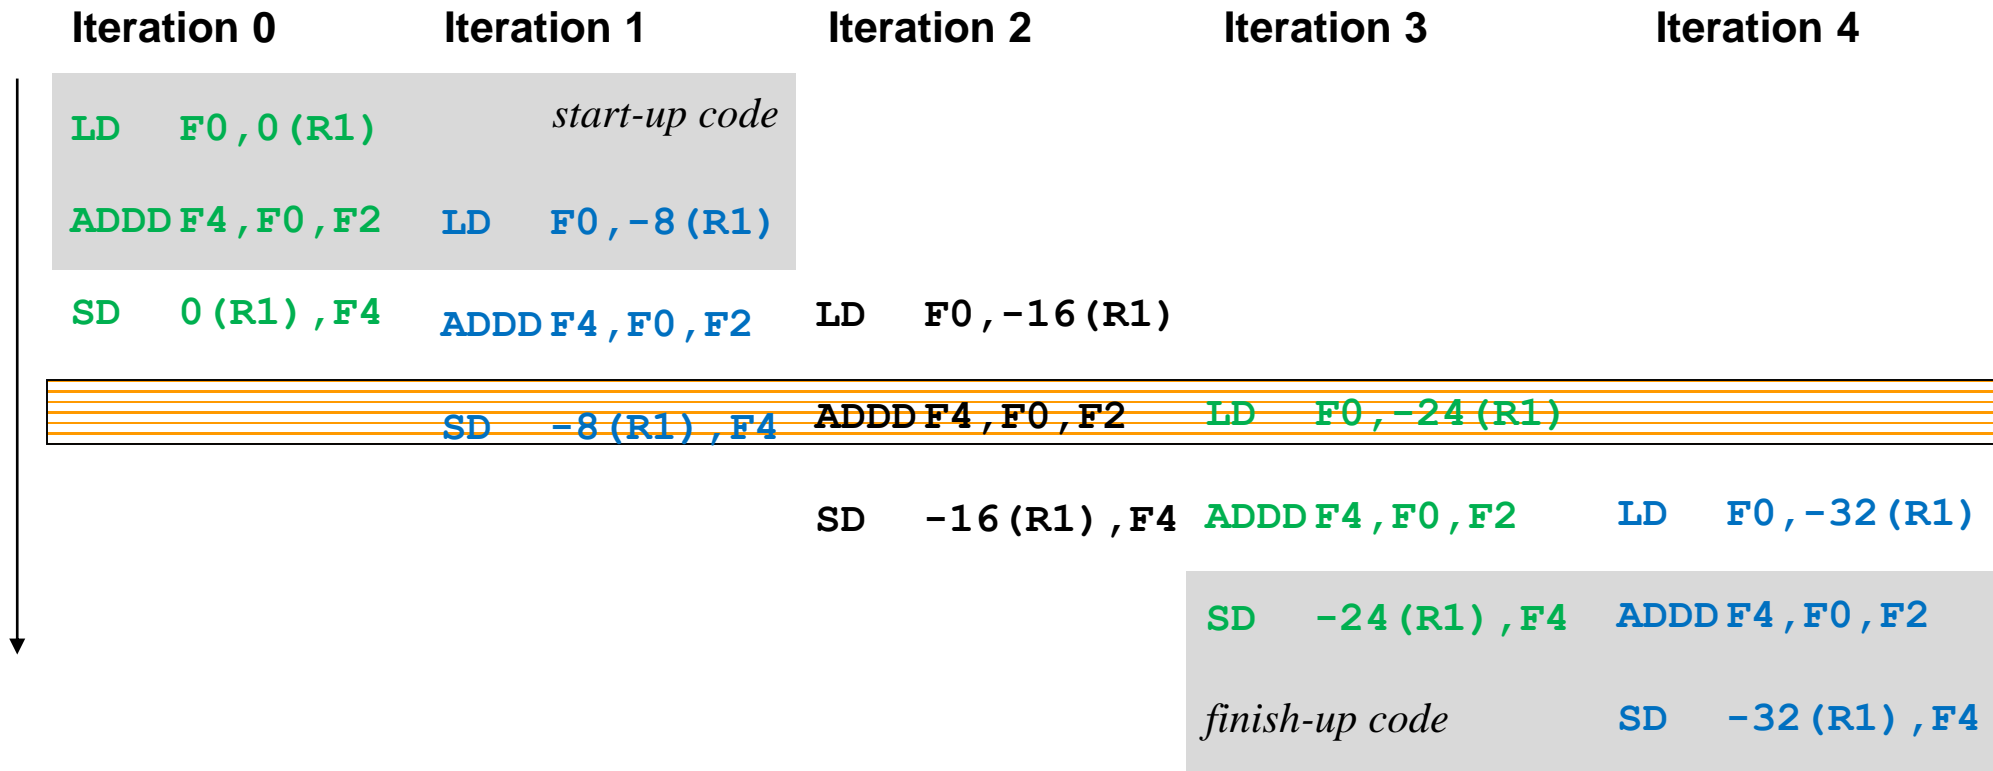 Iteration 0 Iteration 1 Iteration 2 Iteration 3 Iteration 4
LD F0,0(R1) start-up code
ADDD F4,F0,F2 LD F0,-8(R1)
SD 0(R1),F4 ADDD F4,F0,F2 LD F0,-16(R1)
SD -8(R1),F4 ADDD F4,F0,F2 LD F0,-24(R1)
SD -16(R1),F4 ADDD F4,F0,F2 LD F0,-32(R1)
SD -24(R1),F4 ADDD F4,F0,F2
finish-up code SD -32(R1),F4